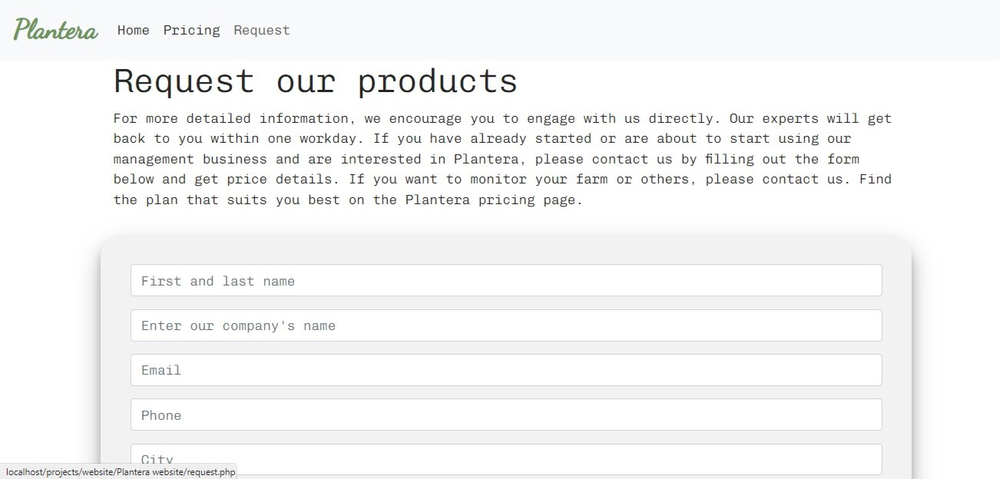 Plantera Home Pricing Request
Request our products
For more detailed information, we encourage you to engage with us directly. Our experts will get
back to you within one workday. If you have already started or are about to start using our
management business and are interested in Plantera, please contact us by filling out the form
below and get price details. If you want to monitor your farm or others, please contact us. Find
the plan that suits you best on the Plantera pricing page.
First and last name
Enter our company's name
Email
Phone
City
localhost/projects/website/Plantera website/request.php